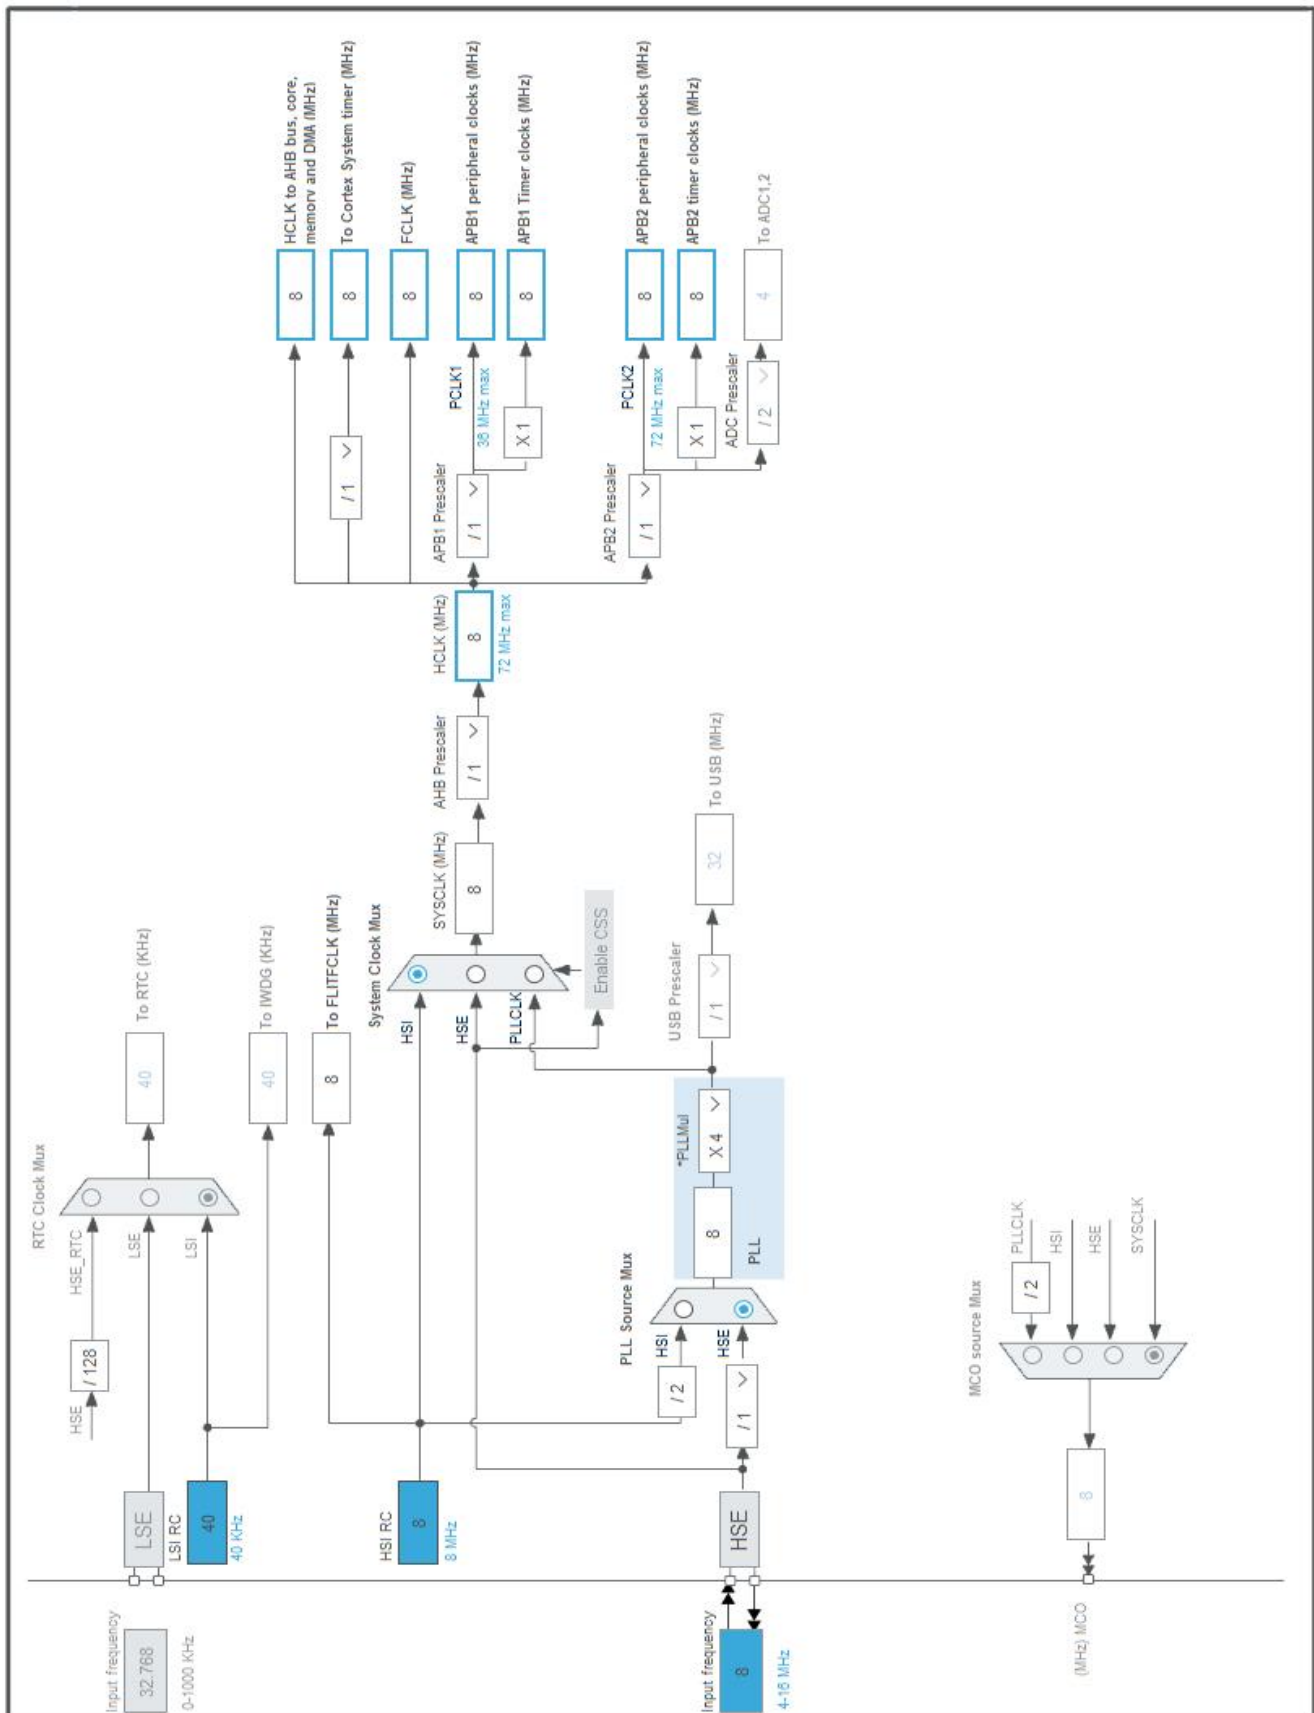 RTC Clock Mux
HSE
/ 128
HSE_RTC
LSE
LSI
40
To RTC (KHz)
Input frequency
32.768
0-1000 KHz
LSE
LSI RC
40
40 KHz
40
To IWDG (KHz)
8
To FLITFCLK (MHz)
HSI RC
8
8 MHz
System Clock Mux
HSI
HSE
PLLCLK
Enable CSS
SYSCLK (MHz)
8
AHB Prescaler
/ 1
HCLK (MHz)
8
72 MHz max
8
HCLK to AHB bus, core,
memory and DMA (MHz)
/ 1
8
To Cortex System timer (MHz)
8
FCLK (MHz)
APB1 Prescaler
/ 1
PCLK1
36 MHz max
8
APB1 peripheral clocks (MHz)
X 1
8
APB1 Timer clocks (MHz)
APB2 Prescaler
/ 1
PCLK2
72 MHz max
8
APB2 peripheral clocks (MHz)
X 1
8
APB2 timer clocks (MHz)
ADC Prescaler
/ 2
4
To ADC1,2
PLL Source Mux
HSI
/ 2
HSE
/ 1
8
*PLLMul
X 4
PLL
USB Prescaler
/ 1
32
To USB (MHz)
Input frequency
8
4-16 MHz
HSE
MCO source Mux
PLLCLK
/ 2
HSI
HSE
SYSCLK
8
(MHz) MCO